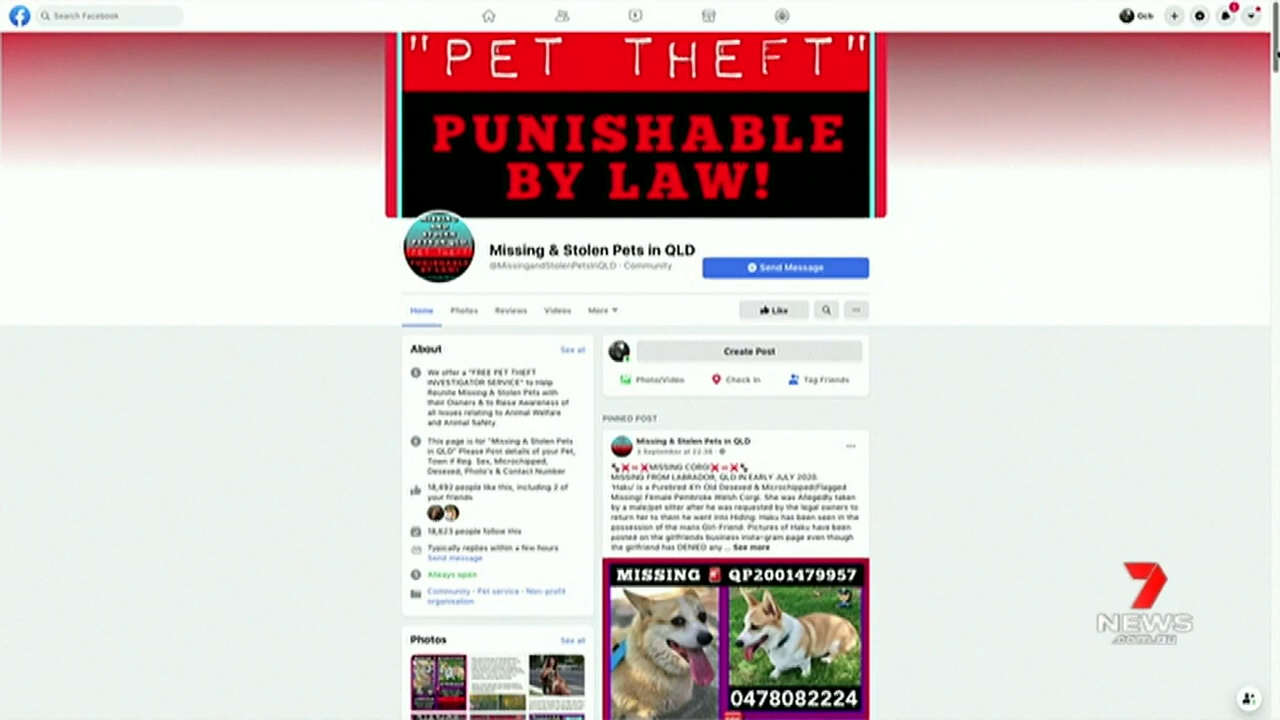 Search Facebook
Gcb
1
"PET THEFT"
PUNISHABLE
BY LAW!
Missing & Stolen Pets in QLD
@MissingandStolenPetsInQLD · Community
Send Message
Home Photos Reviews Videos More
Like
About
See all
We offer a "FREE PET THEFT
INVESTIGATOR SERVICE" to Help
Reunite Missing & Stolen Pets with
their Owners & to Raise Awareness of
all Issues relating to Animal Welfare
and Animal Safety.
This page is for "Missing & Stolen Pets
in QLD" Please Post details of your Pet,
Town if Reg. Sex, Microchipped,
Desexed, Photo's & Contact Number
18,492 people like this, including 2 of
your friends
18,623 people follow this
Typically replies within a few hours
Send message
Always open
Community · Pet service · Non-profit
organisation
Photos
See all
Create Post
Photo/Video Check In Tag Friends
PINNED POST
Missing & Stolen Pets in QLD
3 September at 22:36
MISSING CORGI
MISSING FROM LABRADOR, QLD IN EARLY JULY 2020.
'Haku' is a Purebred 4Yr Old Desexed & Microchipped(Flagged
Missing) Female Pembroke Welsh Corgi. She was Allegedly taken
by a male/pet sitter after he was requested by the legal owners to
return her to them he went into Hiding. Haku has been seen in the
possession of the mans Girl-Friend. Pictures of Haku have been
posted on the girlfriends business insta-gram page even though
the girlfriend has DENIED any ... See more
MISSING QP2001479957
0478082224
7
NEWS
.com.au